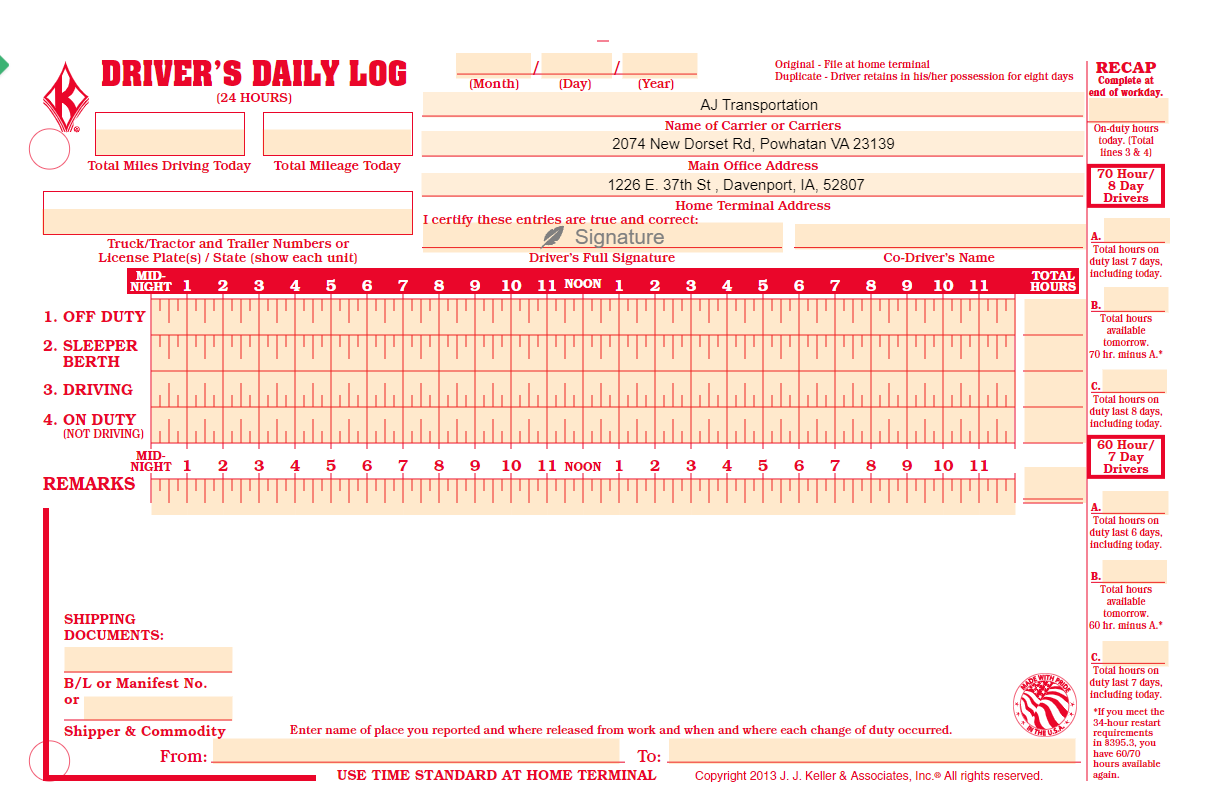 DRIVER'S DAILY LOG
(24 HOURS)
K
®
/ /
(Month) (Day) (Year)
Original - File at home terminal
Duplicate - Driver retains in his/her possession for eight days
AJ Transportation
Name of Carrier or Carriers
2074 New Dorset Rd, Powhatan VA 23139
Main Office Address
1226 E. 37th St , Davenport, IA, 52807
Home Terminal Address
Total Miles Driving Today
Total Mileage Today
Truck/Tractor and Trailer Numbers or
License Plate(s) / State (show each unit)
I certify these entries are true and correct:
Signature
Driver's Full Signature
Co-Driver's Name
MID-
NIGHT 1 2 3 4 5 6 7 8 9 10 11 NOON 1 2 3 4 5 6 7 8 9 10 11
TOTAL
HOURS
1. OFF DUTY
2. SLEEPER
BERTH
3. DRIVING
4. ON DUTY
(NOT DRIVING)
MID-
NIGHT 1 2 3 4 5 6 7 8 9 10 11 NOON 1 2 3 4 5 6 7 8 9 10 11
REMARKS
SHIPPING
DOCUMENTS:
B/L or Manifest No.
or
Shipper & Commodity
Enter name of place you reported and where released from work and when and where each change of duty occurred.
From: To:
USE TIME STANDARD AT HOME TERMINAL
Copyright 2013 J. J. Keller & Associates, Inc.® All rights reserved.
MADE WITH PRIDE
IN THE U.S.A.
RECAP
Complete at
end of workday.
On-duty hours
today. (Total
lines 3 & 4)
70 Hour/
8 Day
Drivers
A.
Total hours on
duty last 7 days,
including today.
B.
Total hours
available
tomorrow.
70 hr. minus A.*
C.
Total hours on
duty last 8 days,
including today.
60 Hour/
7 Day
Drivers
A.
Total hours on
duty last 6 days,
including today.
B.
Total hours
available
tomorrow.
60 hr. minus A.*
C.
Total hours on
duty last 7 days,
including today.
*If you meet the
34-hour restart
requirements
in §395.3, you
have 60/70
hours available
again.